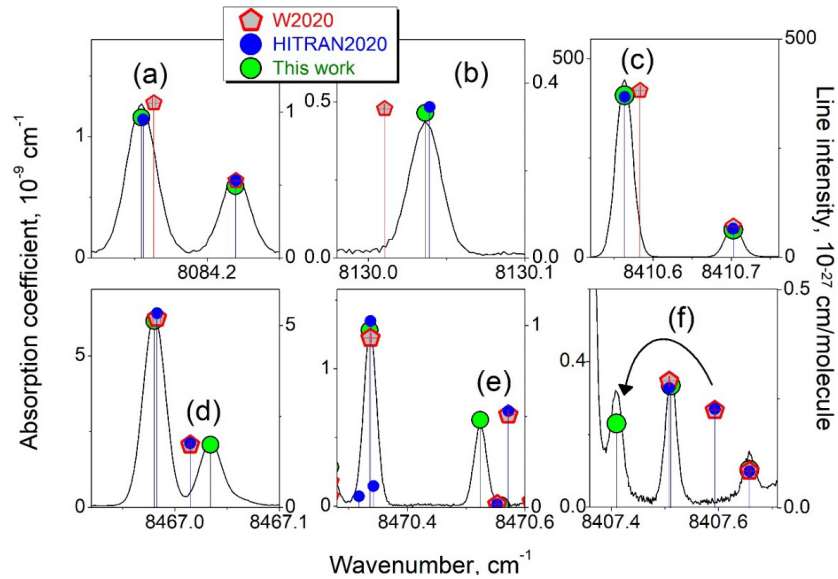 W2020
HITRAN2020
This work
(a)
1
0
1
0
8084.2
(b)
0.5
0.0
0.4
0.0
8130.0
8130.1
(c)
500
0
500
0
8410.6
8410.7
(d)
5
0
5
0
8467.0
8467.1
(e)
1
0
1
0
8470.4
8470.6
(f)
0.4
0.0
0.5
0.0
8407.4
8407.6
Absorption coefficient, 10⁻⁹ cm⁻¹
Line intensity, 10⁻²⁷ cm/molecule
Wavenumber, cm⁻¹